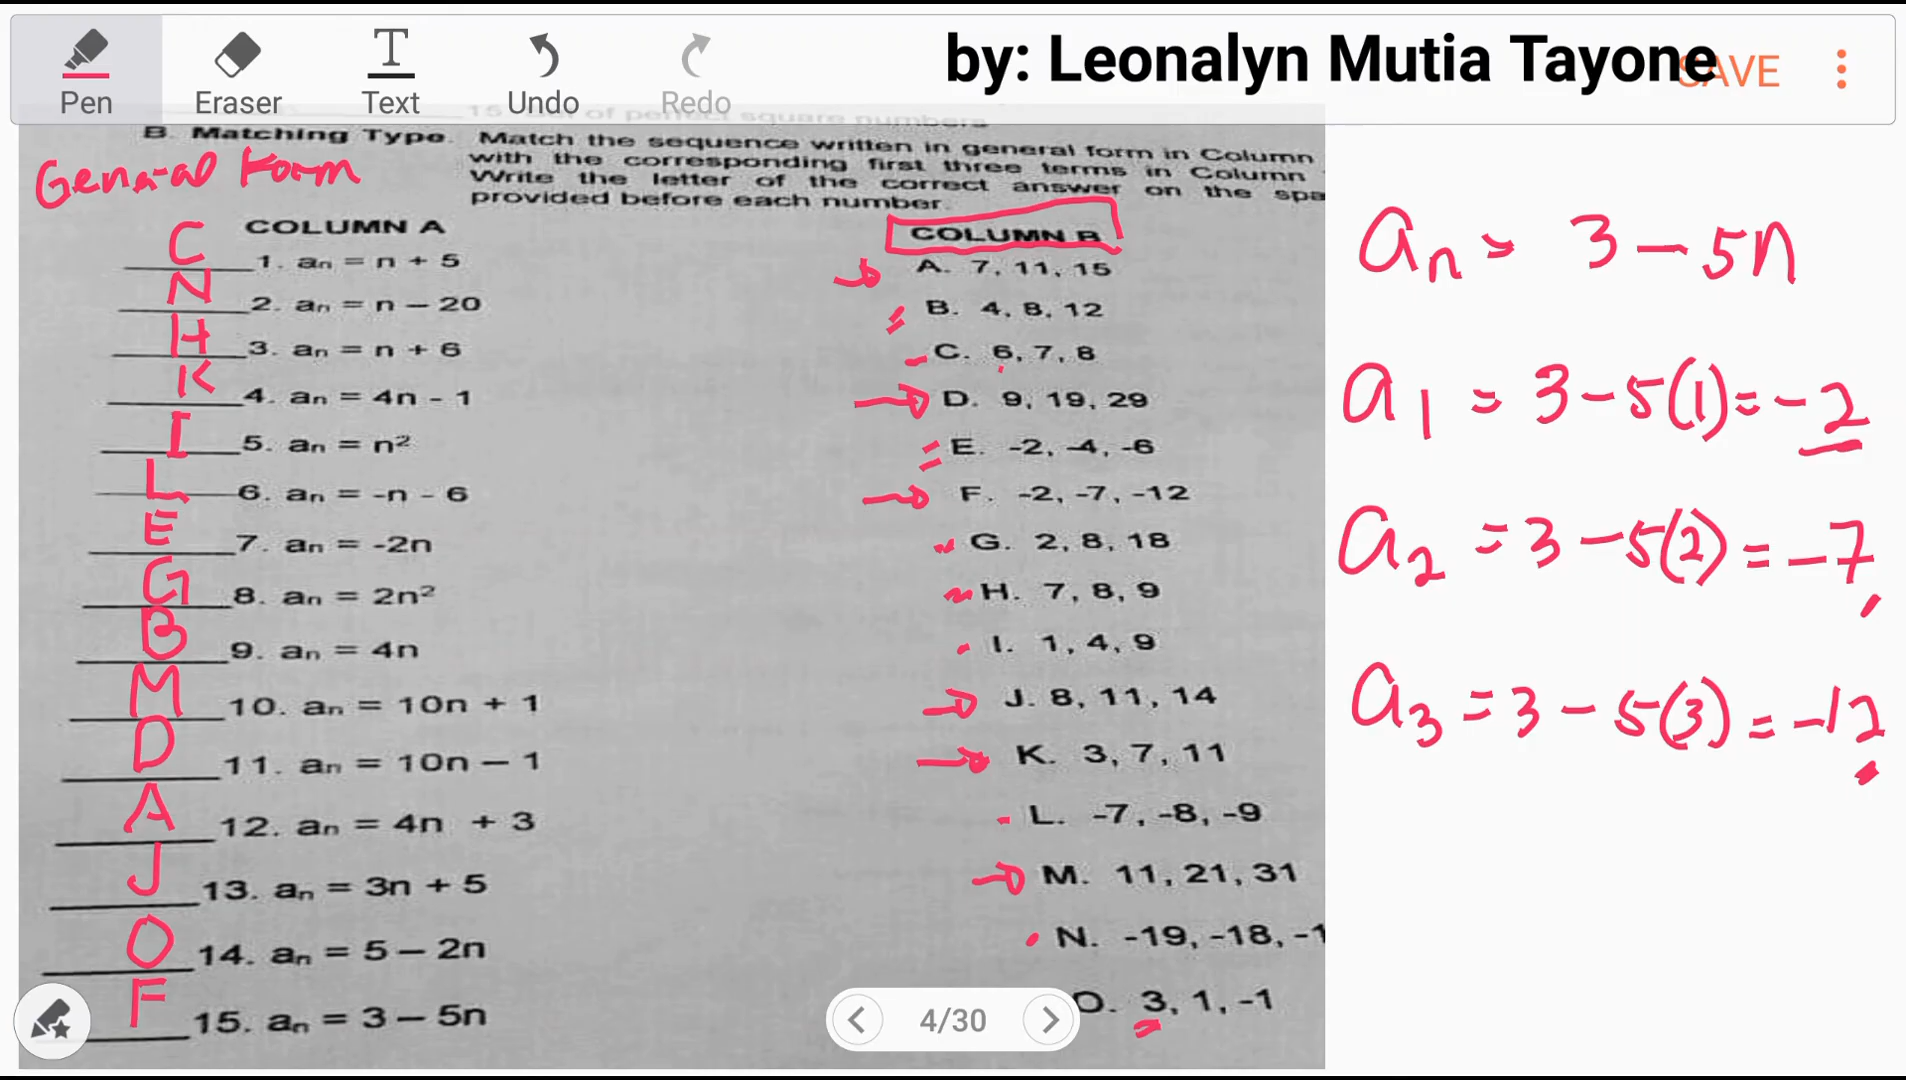 by: Leonalyn Mutia Tayone
Pen Eraser Text Undo Redo
B. Matching Type. Match the sequence written in general form in Column
with the corresponding first three terms in Column
Write the letter of the correct answer on the spa
provided before each number.
General Form
COLUMN A
C 1. aₙ = n + 5
N 2. aₙ = n – 20
H 3. aₙ = n + 6
K 4. aₙ = 4n - 1
I 5. aₙ = n²
L 6. aₙ = -n - 6
E 7. aₙ = -2n
G 8. aₙ = 2n²
B 9. aₙ = 4n
M 10. aₙ = 10n + 1
D 11. aₙ = 10n – 1
A 12. aₙ = 4n + 3
J 13. aₙ = 3n + 5
O 14. aₙ = 5 – 2n
F 15. aₙ = 3 – 5n
COLUMN B
A. 7, 11, 15
B. 4, 8, 12
C. 6, 7, 8
D. 9, 19, 29
E. -2, -4, -6
F. -2, -7, -12
G. 2, 8, 18
H. 7, 8, 9
I. 1, 4, 9
J. 8, 11, 14
K. 3, 7, 11
L. -7, -8, -9
M. 11, 21, 31
N. -19, -18, -1
O. 3, 1, -1
4/30
aₙ = 3 – 5n
a₁ = 3 – 5(1) = -2
a₂ = 3 – 5(2) = -7,
a₃ = 3 – 5(3) = -12